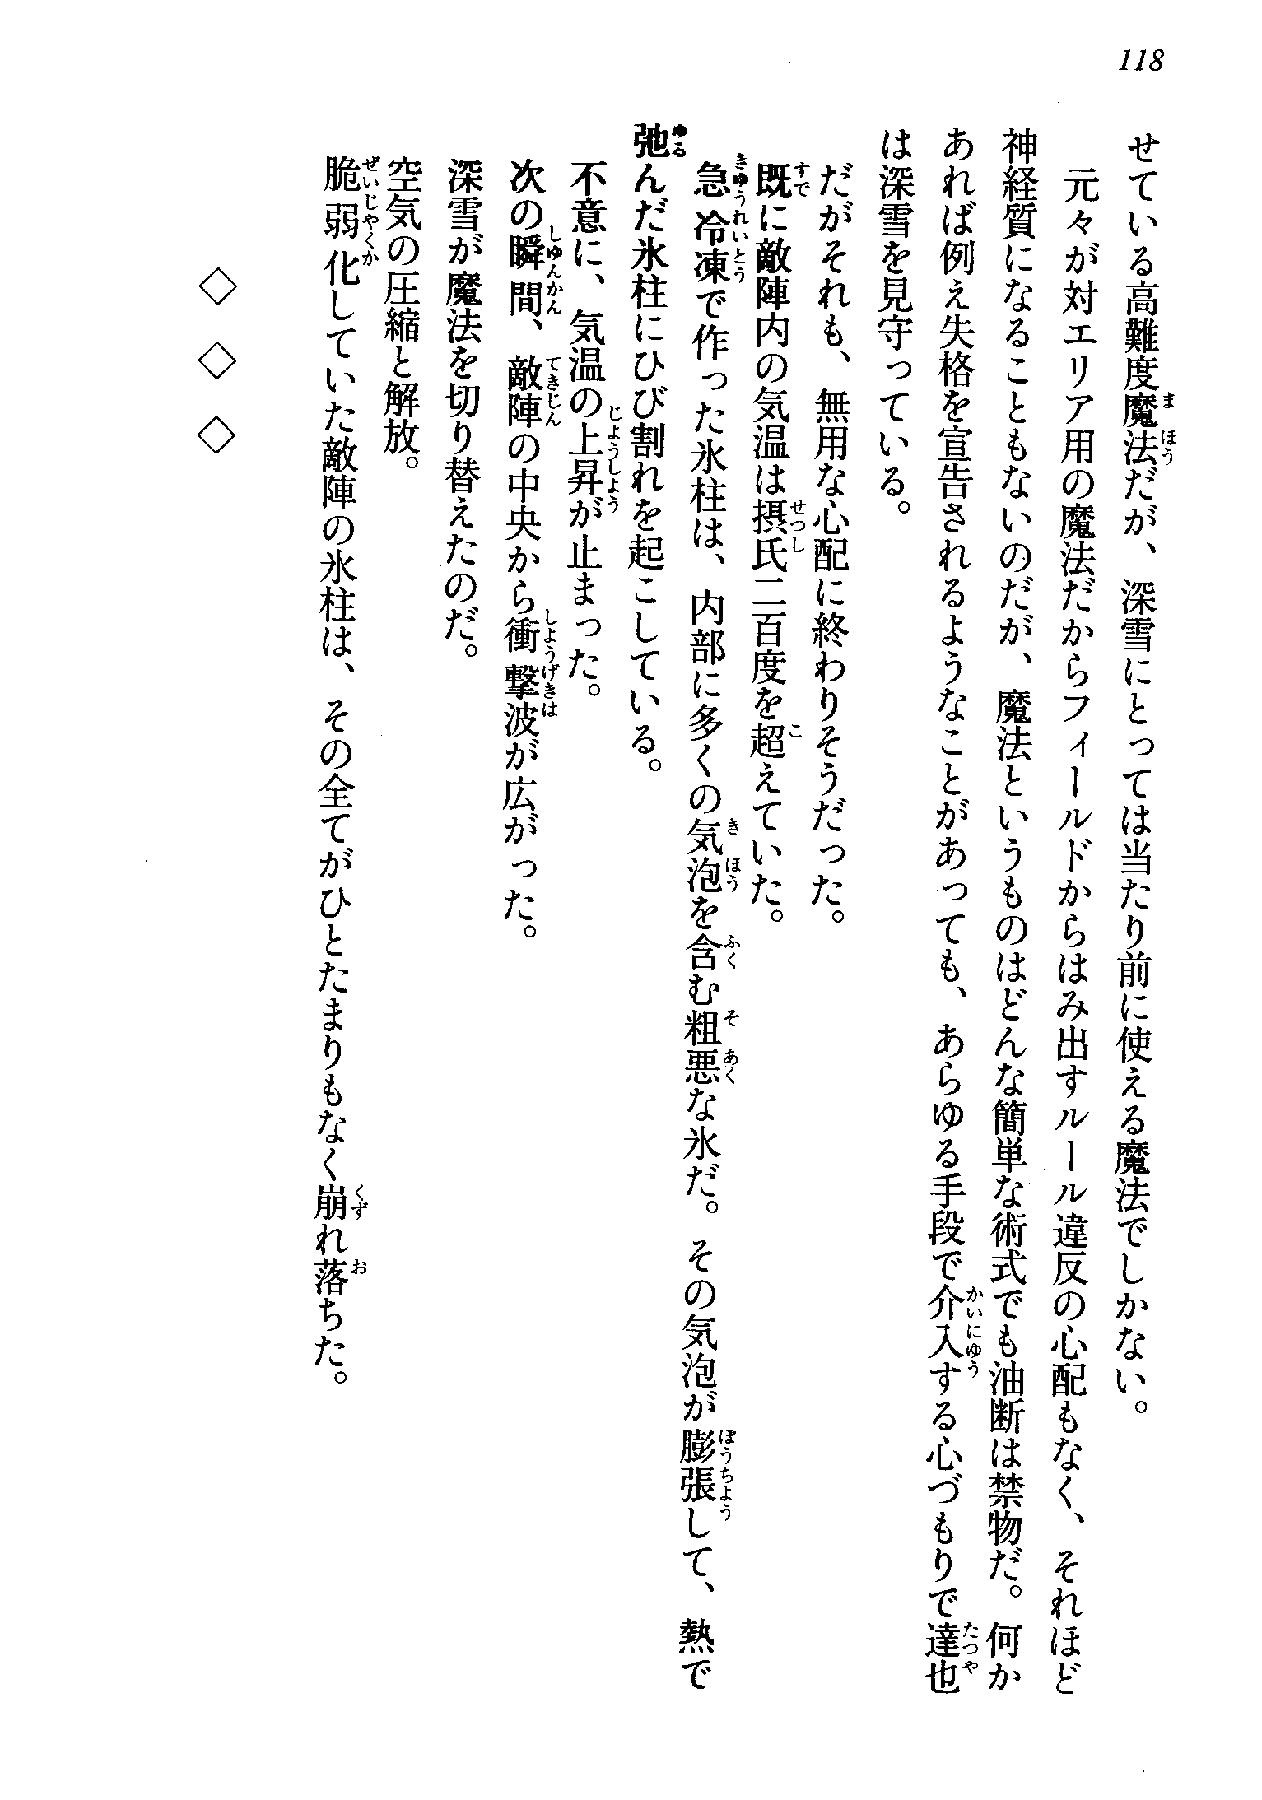 118
せている高難度魔法だが、深雪にとっては当たり前に使える魔法でしかない。
元々が対エリア用の魔法だからフィールドからはみ出すルール違反の心配もなく、それほど
神経質になることもないのだが、魔法というものはどんな簡単な術式でも油断は禁物だ。何か
あれば例え失格を宣告されるようなことがあっても、あらゆる手段で介入する心づもりで達也
は深雪を見守っている。
だがそれも、無用な心配に終わりそうだった。
既に敵陣内の気温は摂氏二百度を超えていた。
急冷凍で作った氷柱は、内部に多くの気泡を含む粗悪な氷だ。その気泡が膨張して、熱で
弛んだ氷柱にひび割れを起こしている。
不意に、気温の上昇が止まった。
次の瞬間、敵陣の中央から衝撃波が広がった。
深雪が魔法を切り替えたのだ。
空気の圧縮と解放。
脆弱化していた敵陣の氷柱は、その全てがひとたまりもなく崩れ落ちた。
◇ ◇ ◇